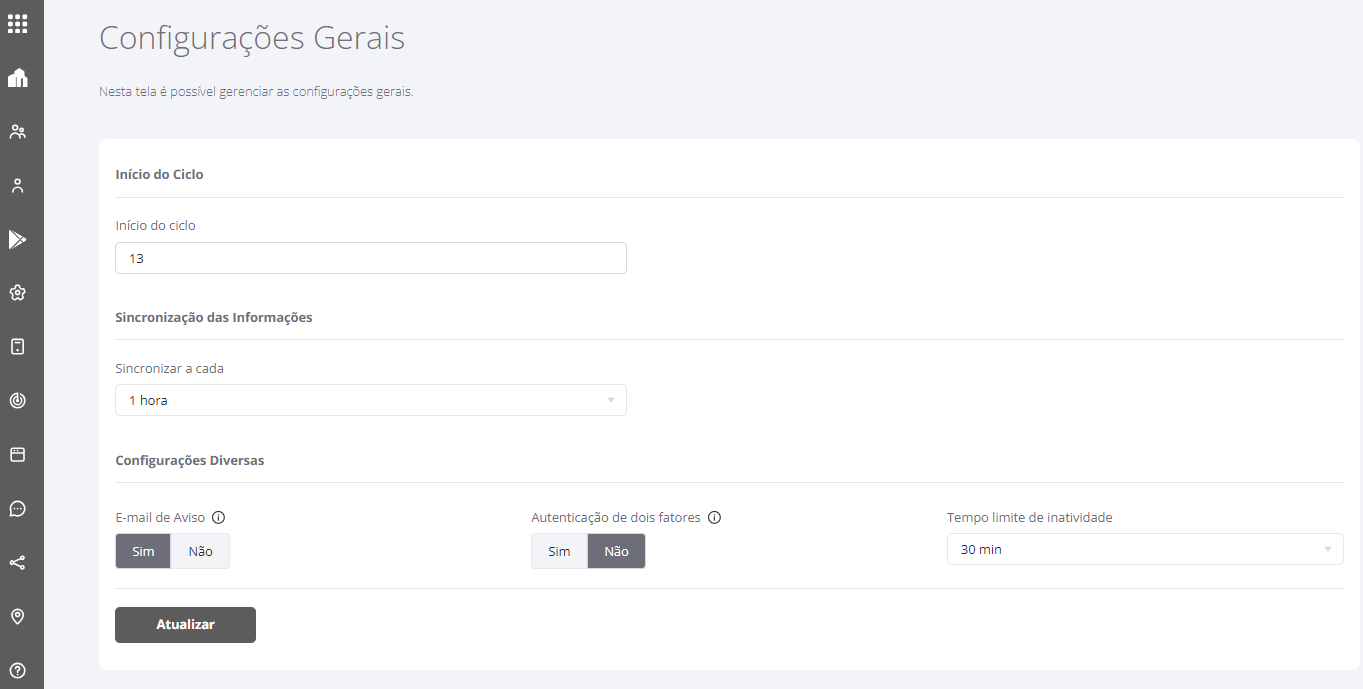 Configurações Gerais
Nesta tela é possível gerenciar as configurações gerais.
Início do Ciclo
Início do ciclo
13
Sincronização das Informações
Sincronizar a cada
1 hora
Configurações Diversas
E-mail de Aviso
Sim Não
Autenticação de dois fatores
Sim Não
Tempo limite de inatividade
30 min
Atualizar